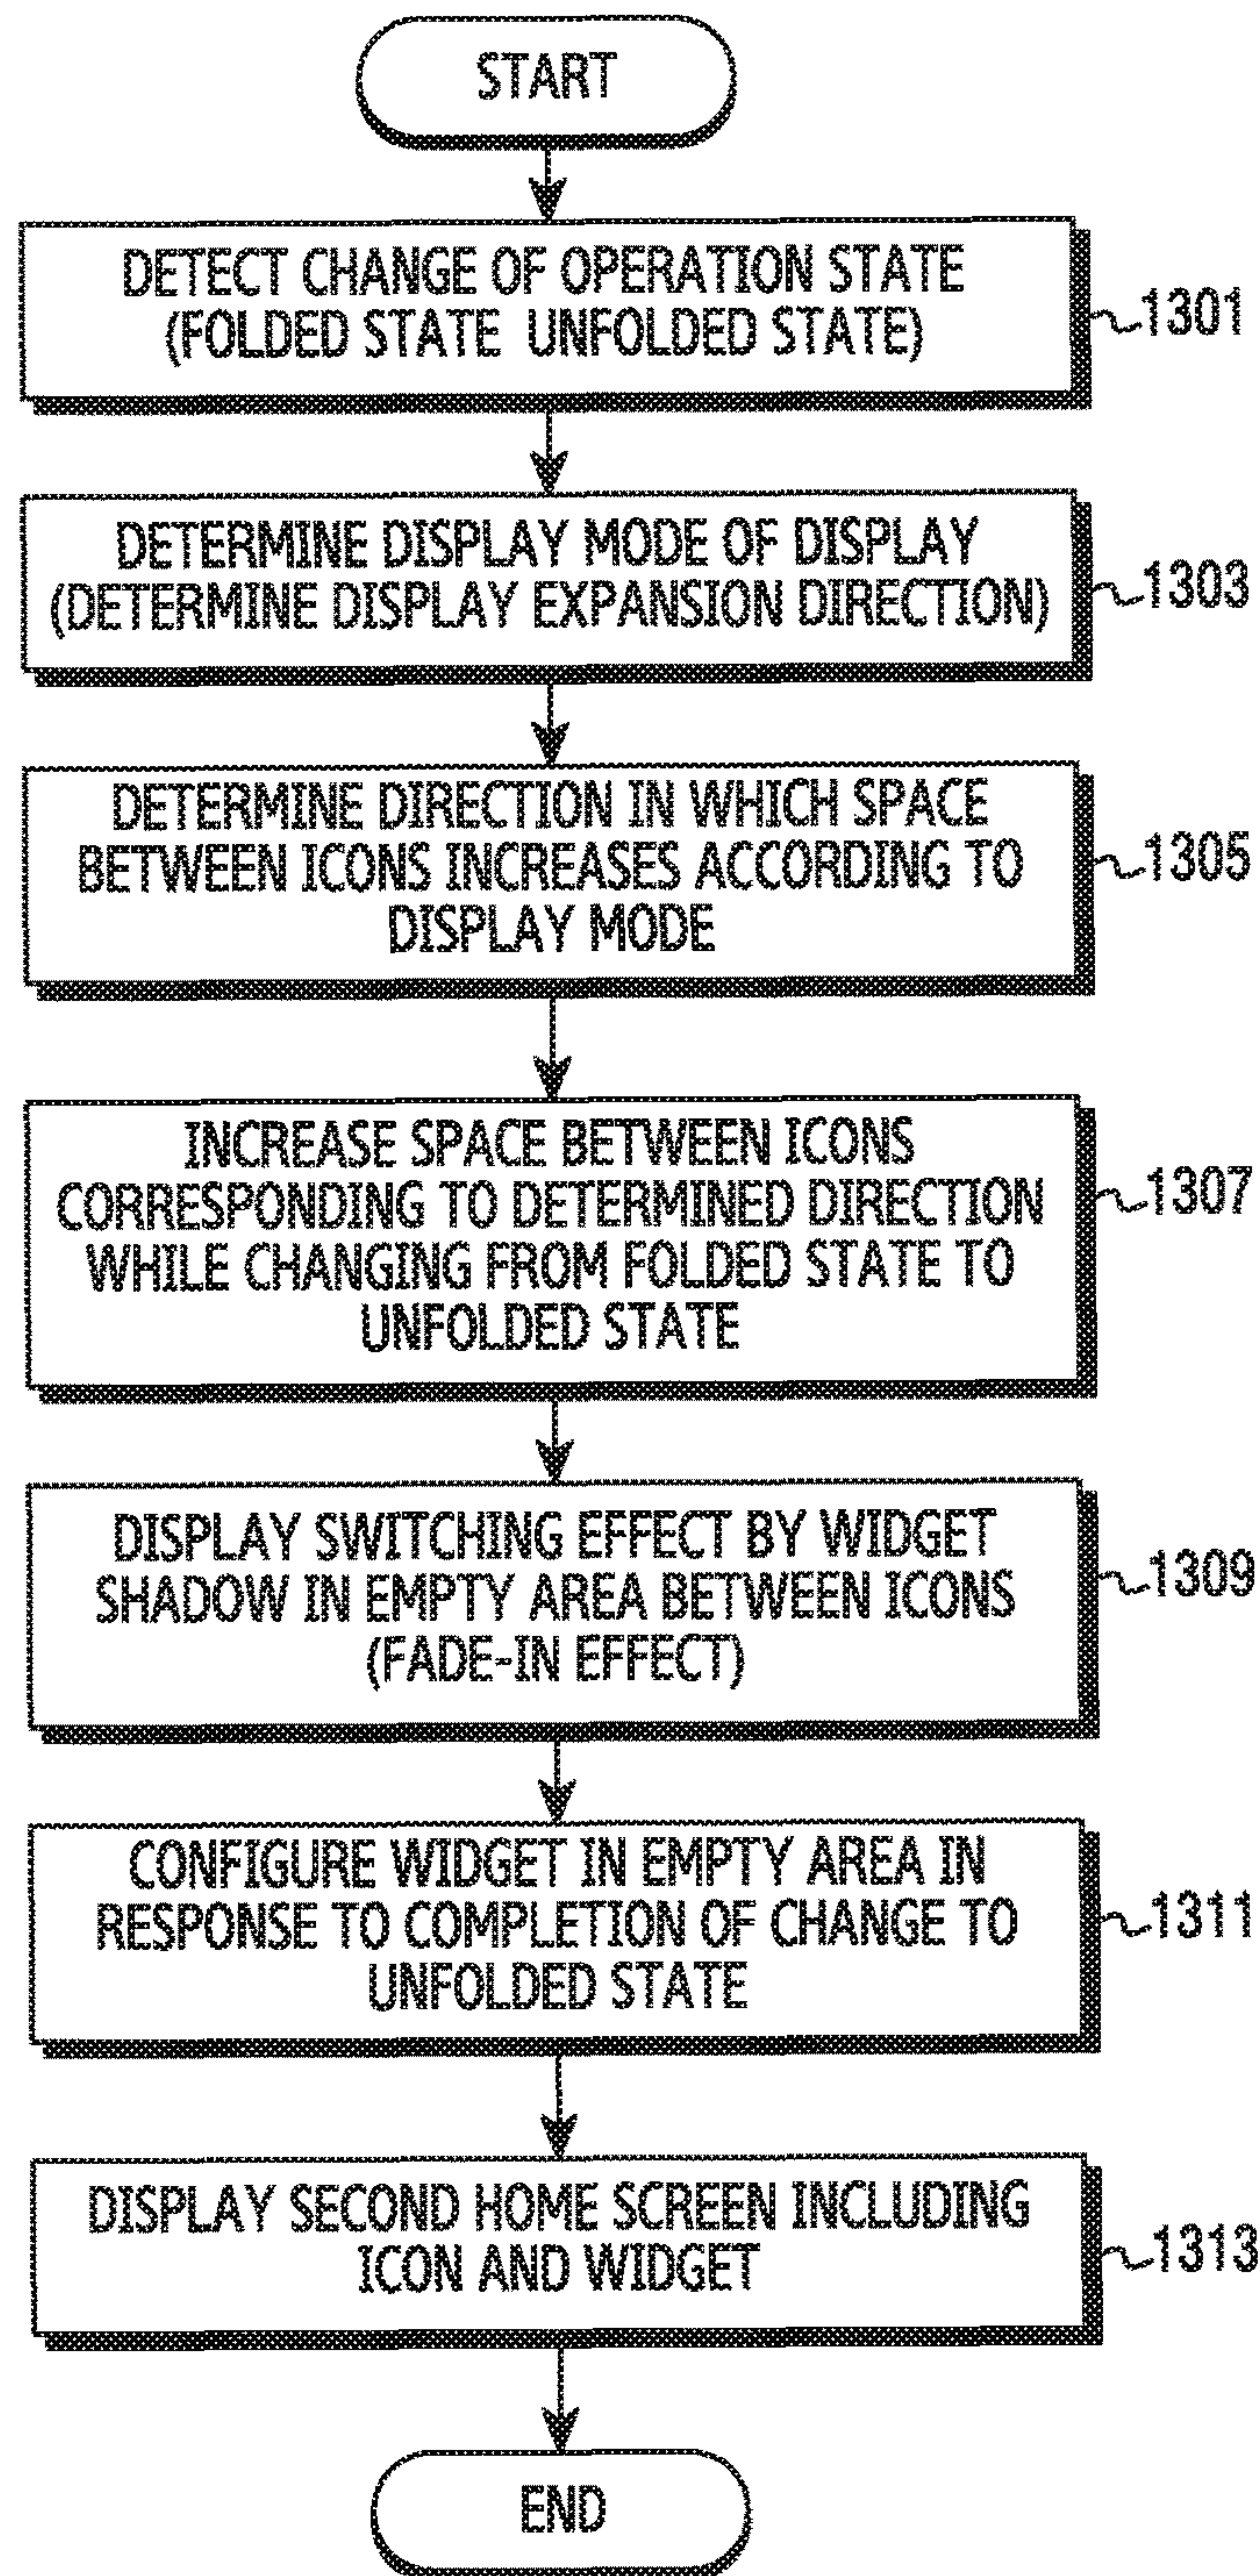 START
DETECT CHANGE OF OPERATION STATE
(FOLDED STATE UNFOLDED STATE)
1301
DETERMINE DISPLAY MODE OF DISPLAY
(DETERMINE DISPLAY EXPANSION DIRECTION)
1303
DETERMINE DIRECTION IN WHICH SPACE
BETWEEN ICONS INCREASES ACCORDING TO
DISPLAY MODE
1305
INCREASE SPACE BETWEEN ICONS
CORRESPONDING TO DETERMINED DIRECTION
WHILE CHANGING FROM FOLDED STATE TO
UNFOLDED STATE
1307
DISPLAY SWITCHING EFFECT BY WIDGET
SHADOW IN EMPTY AREA BETWEEN ICONS
(FADE-IN EFFECT)
1309
CONFIGURE WIDGET IN EMPTY AREA IN
RESPONSE TO COMPLETION OF CHANGE TO
UNFOLDED STATE
1311
DISPLAY SECOND HOME SCREEN INCLUDING
ICON AND WIDGET
1313
END